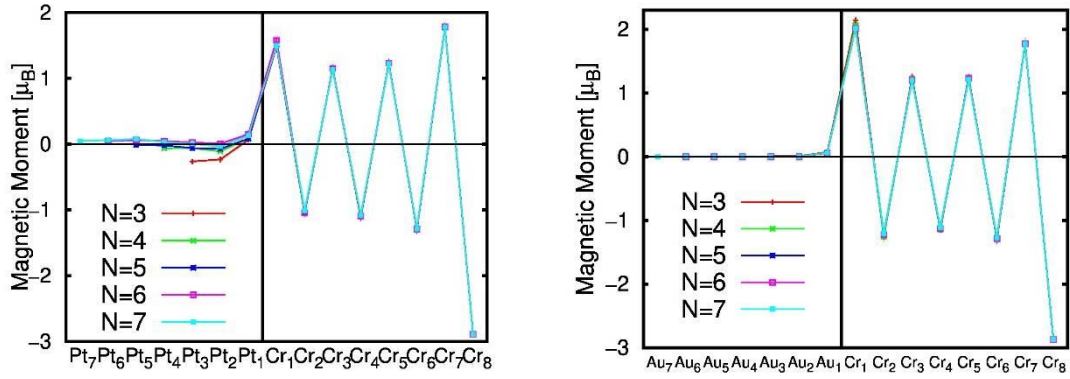 2
1
0
−1
−2
−3
Magnetic Moment [μB]
N=3
N=4
N=5
N=6
N=7
Pt7 Pt6 Pt5 Pt4 Pt3 Pt2 Pt1 Cr1 Cr2 Cr3 Cr4 Cr5 Cr6 Cr7 Cr8
2
1
0
−1
−2
−3
Magnetic Moment [μB]
N=3
N=4
N=5
N=6
N=7
Au7 Au6 Au5 Au4 Au3 Au2 Au1 Cr1 Cr2 Cr3 Cr4 Cr5 Cr6 Cr7 Cr8